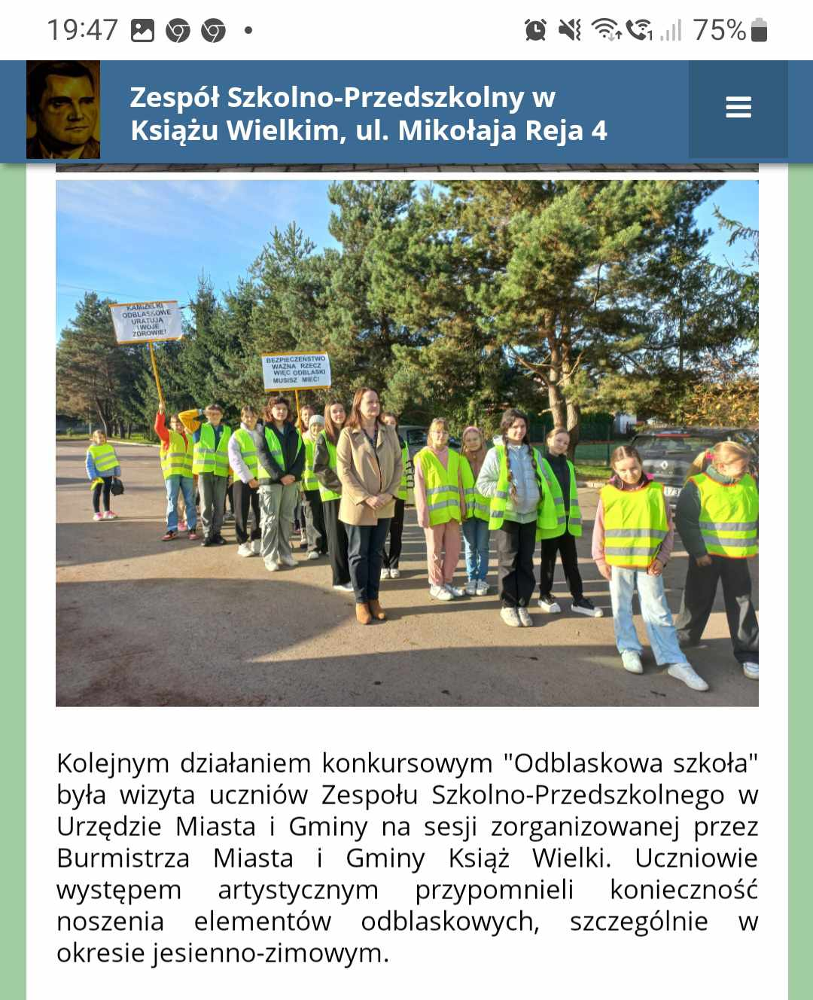 19:47
1 75%
Zespół Szkolno-Przedszkolny w
Książu Wielkim, ul. Mikołaja Reja 4
KAMIZELKI
ODBLASKOWE
URATUJĄ
TWOJE
ZDROWIE!
BEZPIECZEŃSTWO
WAŻNA RZECZ
WIĘC ODBLASKI
MUSISZ MIEĆ!
Kolejnym działaniem konkursowym "Odblaskowa szkoła"
była wizyta uczniów Zespołu Szkolno-Przedszkolnego w
Urzędzie Miasta i Gminy na sesji zorganizowanej przez
Burmistrza Miasta i Gminy Książ Wielki. Uczniowie
występem artystycznym przypomnieli konieczność
noszenia elementów odblaskowych, szczególnie w
okresie jesienno-zimowym.